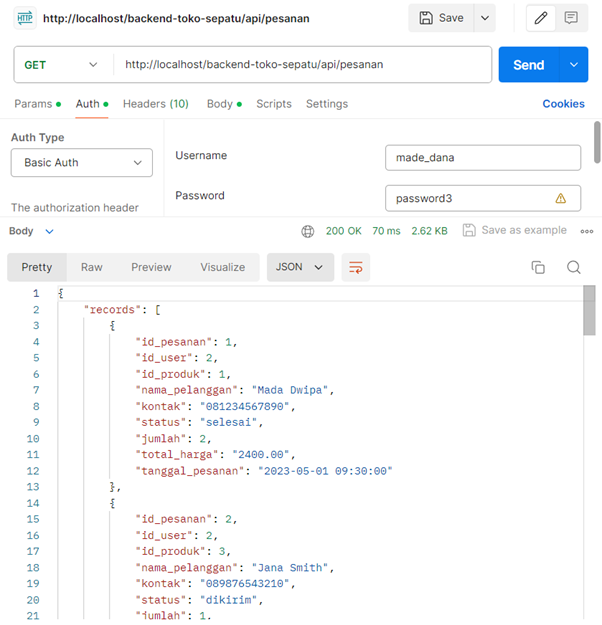 HTTP http://localhost/backend-toko-sepatu/api/pesanan Save
GET http://localhost/backend-toko-sepatu/api/pesanan Send
Params Auth Headers (10) Body Scripts Settings Cookies
Auth Type
Basic Auth
The authorization header
Username made_dana
Password password3
Body 200 OK 70 ms 2.62 KB Save as example
Pretty Raw Preview Visualize JSON
1 {
2 "records": [
3 {
4 "id_pesanan": 1,
5 "id_user": 2,
6 "id_produk": 1,
7 "nama_pelanggan": "Mada Dwipa",
8 "kontak": "081234567890",
9 "status": "selesai",
10 "jumlah": 2,
11 "total_harga": "2400.00",
12 "tanggal_pesanan": "2023-05-01 09:30:00"
13 },
14 {
15 "id_pesanan": 2,
16 "id_user": 2,
17 "id_produk": 3,
18 "nama_pelanggan": "Jana Smith",
19 "kontak": "089876543210",
20 "status": "dikirim",
21 "jumlah": 1,